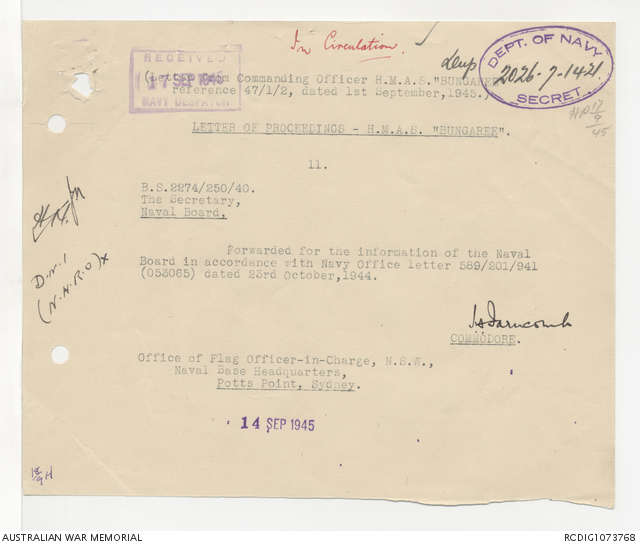 In Circulation.
RECEIVED
17 SEP 1945
NAVY DESPATCH
DEPT. OF NAVY
2026-7-1421
SECRET
17
9
45
(Letter from Commanding Officer H.M.A.S. "BUNGAREE"
reference 47/1/2, dated 1st September, 1945.)
LETTER OF PROCEEDINGS - H.M.A.S. "BUNGAREE".
11.
B.S.2274/250/40.
The Secretary,
Naval Board,
D.N.I
(N.H.R.O)x
Forwarded for the information of the Naval
Board in accordance with Navy Office letter 589/201/941
(053065) dated 23rd October, 1944.
COMMODORE.
Office of Flag Officer-in-Charge, N.S.W.,
Naval Base Headquarters,
Potts Point, Sydney.
14 SEP 1945
AUSTRALIAN WAR MEMORIAL
RCDIG1073768